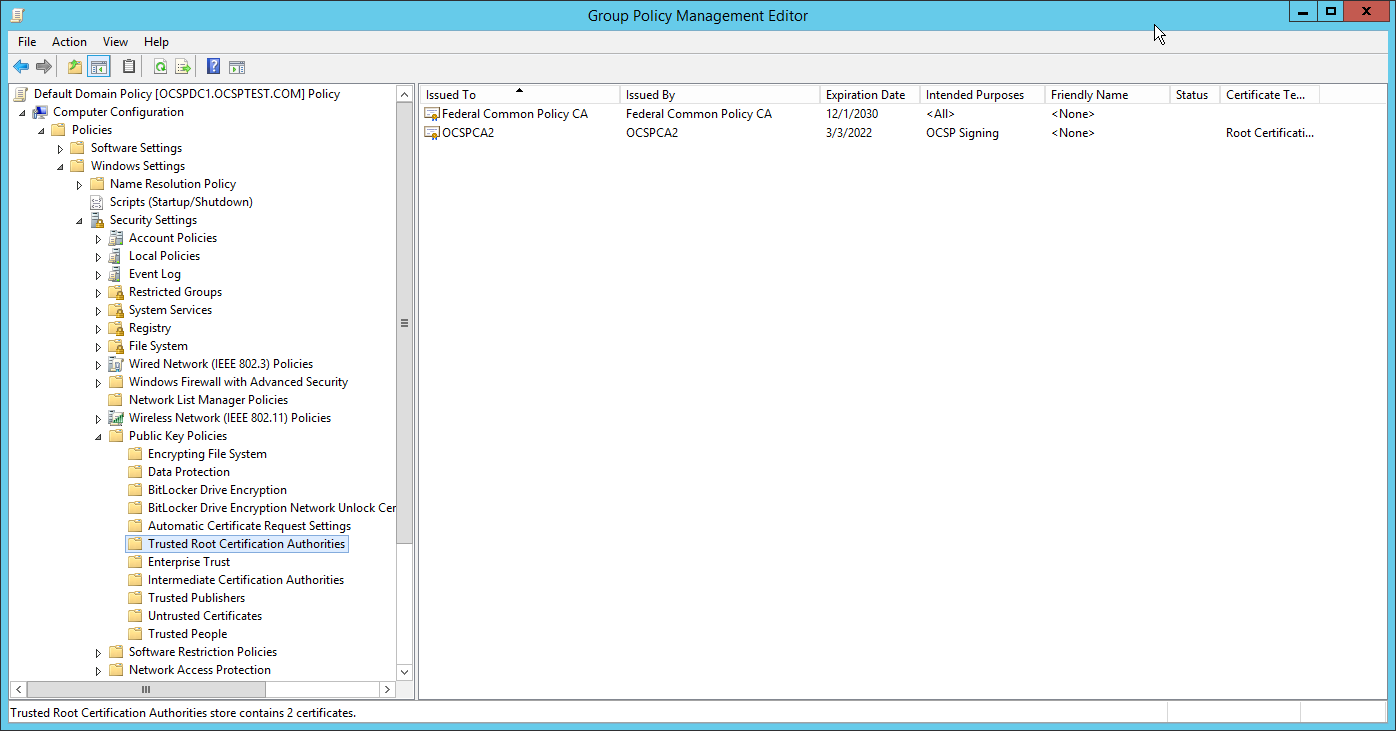 Group Policy Management Editor
File Action View Help
Default Domain Policy [OCSPDC1.OCSPTEST.COM] Policy
Computer Configuration
Policies
Software Settings
Windows Settings
Name Resolution Policy
Scripts (Startup/Shutdown)
Security Settings
Account Policies
Local Policies
Event Log
Restricted Groups
System Services
Registry
File System
Wired Network (IEEE 802.3) Policies
Windows Firewall with Advanced Security
Network List Manager Policies
Wireless Network (IEEE 802.11) Policies
Public Key Policies
Encrypting File System
Data Protection
BitLocker Drive Encryption
BitLocker Drive Encryption Network Unlock Cer
Automatic Certificate Request Settings
Trusted Root Certification Authorities
Enterprise Trust
Intermediate Certification Authorities
Trusted Publishers
Untrusted Certificates
Trusted People
Software Restriction Policies
Network Access Protection
Issued To Issued By Expiration Date Intended Purposes Friendly Name Status Certificate Te...
Federal Common Policy CA Federal Common Policy CA 12/1/2030 <All> <None>
OCSPCA2 OCSPCA2 3/3/2022 OCSP Signing <None> Root Certificati...
Trusted Root Certification Authorities store contains 2 certificates.